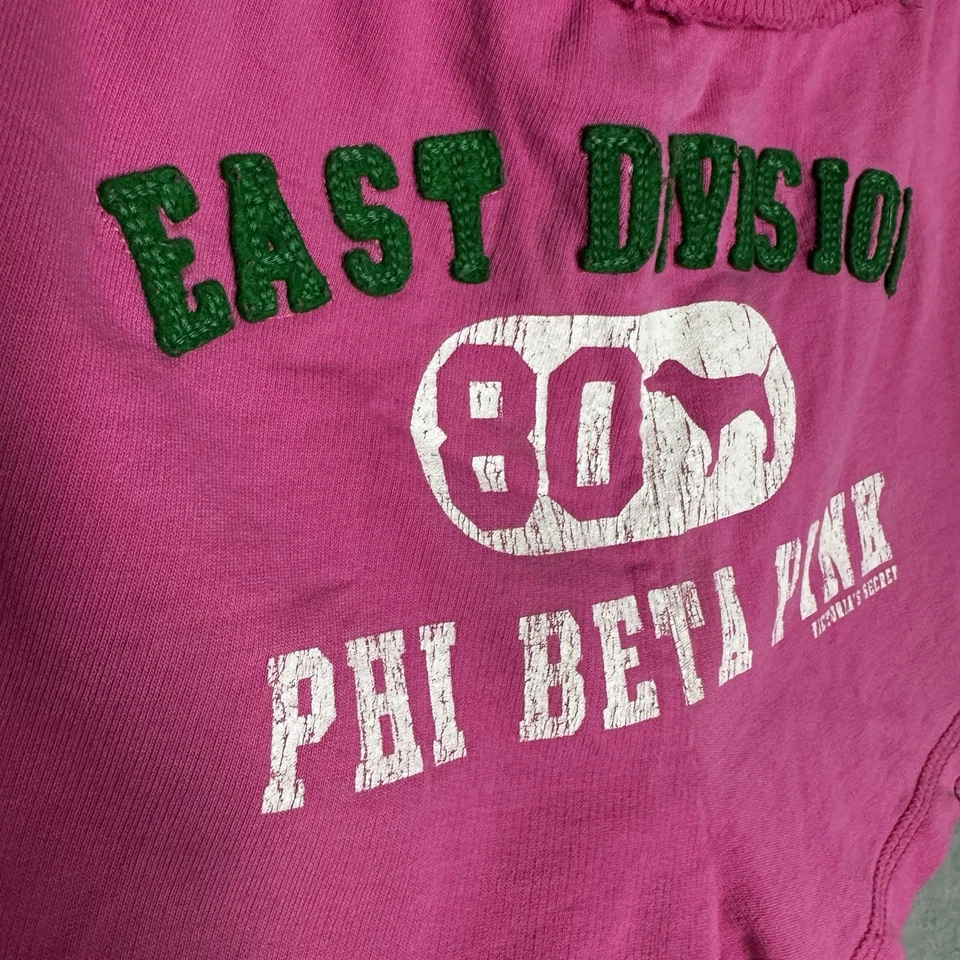 EAST DIVISION
80
PHI BETA PINK
VICTORIA'S SECRET